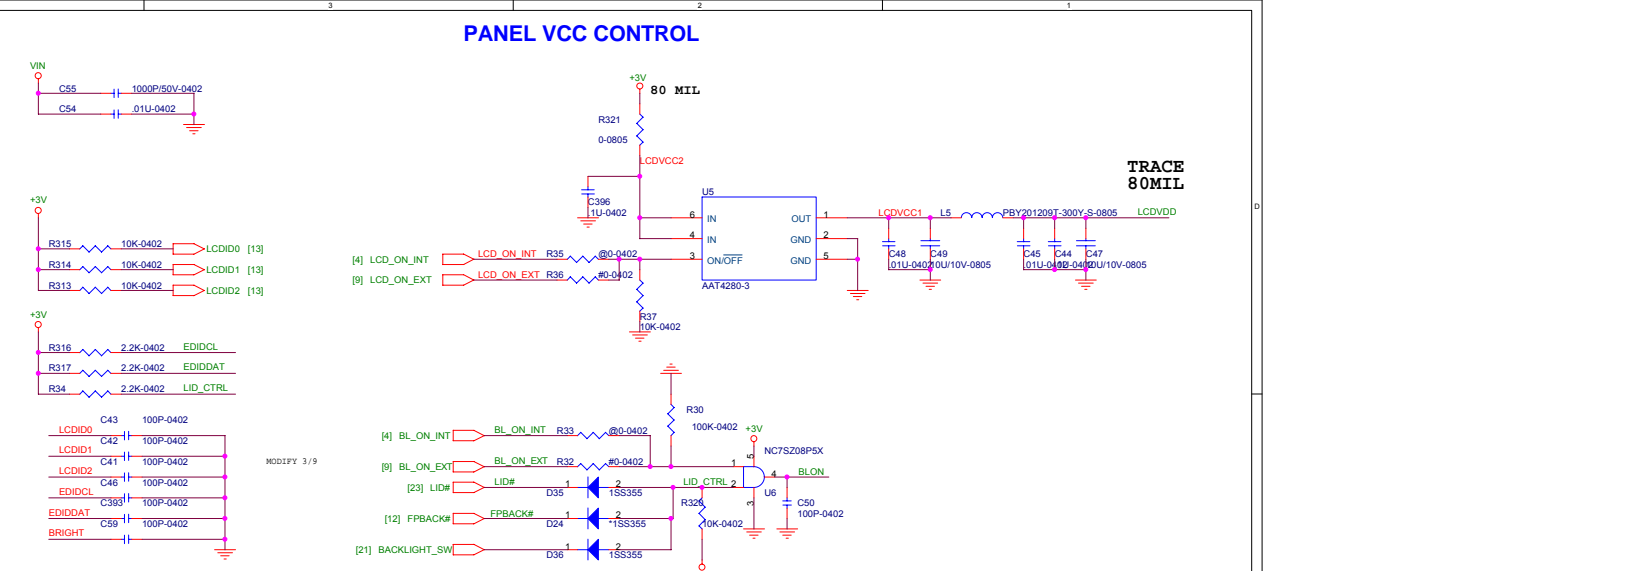 3 2 1
PANEL VCC CONTROL
VIN
C55 1000P/50V-0402
C54 .01U-0402
+3V
80 MIL
R321
0-0805
LCDVCC2
C396
.1U-0402
TRACE
80MIL
D
+3V
R315 10K-0402 LCDID0 [13]
R314 10K-0402 LCDID1 [13]
R313 10K-0402 LCDID2 [13]
U5
6 IN OUT 1
4 IN GND 2
3 ON/OFF GND 5
AAT4280-3
LCDVCC1 L5 PBY201209T-300Y-S-0805 LCDVDD
[4] LCD_ON_INT LCD_ON_INT R35 @0-0402
[9] LCD_ON_EXT LCD_ON_EXT R36 #0-0402
R37
10K-0402
C48 C49 C45 C44 C47
.01U-0402 10U/10V-0805 .01U-0402
+3V
R316 2.2K-0402 EDIDCL
R317 2.2K-0402 EDIDDAT
R34 2.2K-0402 LID_CTRL
C43 100P-0402
LCDID0
C42 100P-0402
LCDID1
C41 100P-0402
LCDID2
C46 100P-0402
EDIDCL
C393 100P-0402
EDIDDAT
C59 100P-0402
BRIGHT
MODIFY 3/9
R30
100K-0402
+3V
NC7SZ08P5X
[4] BL_ON_INT BL_ON_INT R33 @0-0402
[9] BL_ON_EXT BL_ON_EXT R32 #0-0402
1 5 4 BLON
[23] LID# LID# D35 1 2 1SS355 LID_CTRL 2 3 U6
[12] FPBACK# FPBACK# D24 1 2 *1SS355
[21] BACKLIGHT_SW D36 1 2 1SS355
R320
10K-0402
C50
100P-0402